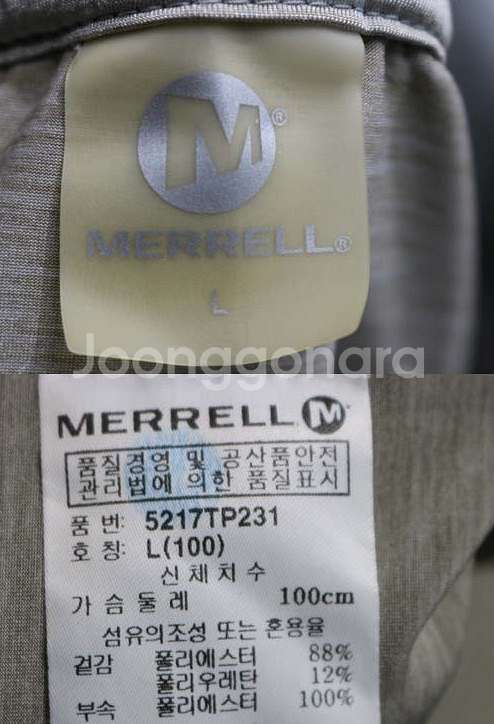 M®
MERRELL®
L
Joonggonara
MERRELL M
품질경영 및 공산품안전
관리법에 의한 품질표시
품 번: 5217TP231
호 칭: L(100)
신 체 치 수
가 슴 둘 레 100cm
섬유의조성 또는 혼용율
겉감 폴리에스터 88%
폴리우레탄 12%
부속 폴리에스터 100%